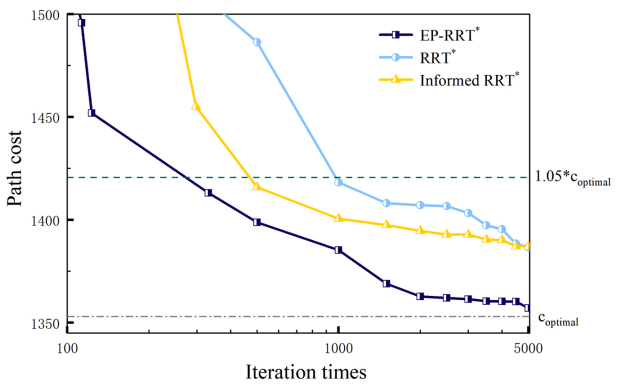 1500
1450
1400
1350
100
1000
5000
Path cost
Iteration times
EP-RRT*
RRT*
Informed RRT*
1.05*c_optimal
c_optimal